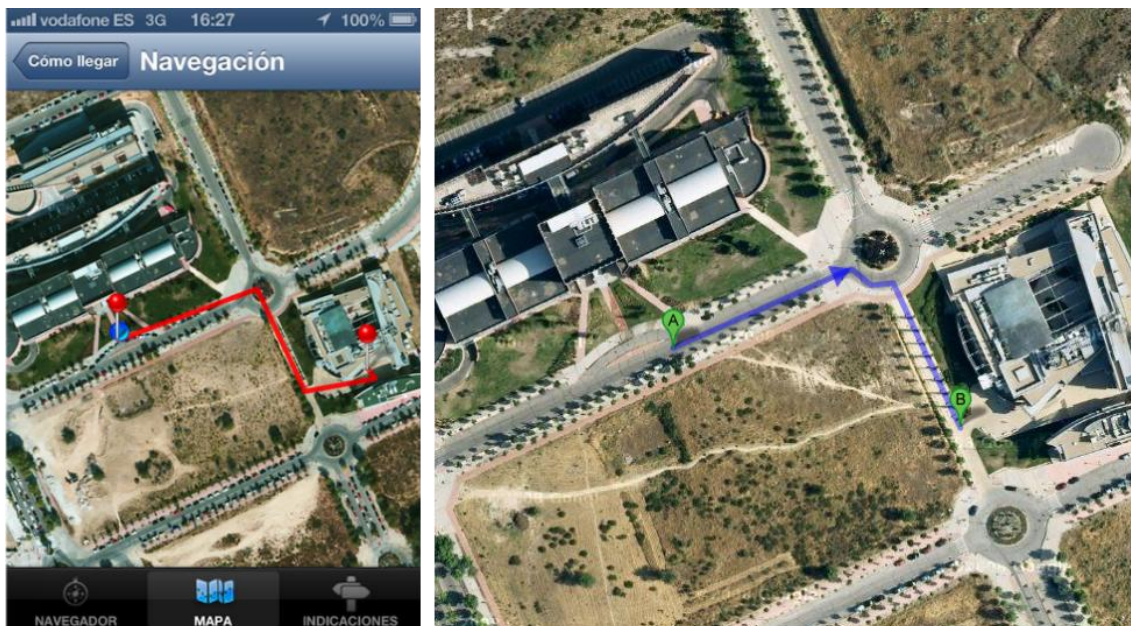 vodafone ES 3G 16:27 100%
Cómo llegar
Navegación
NAVEGADOR
MAPA
INDICACIONES
A
B